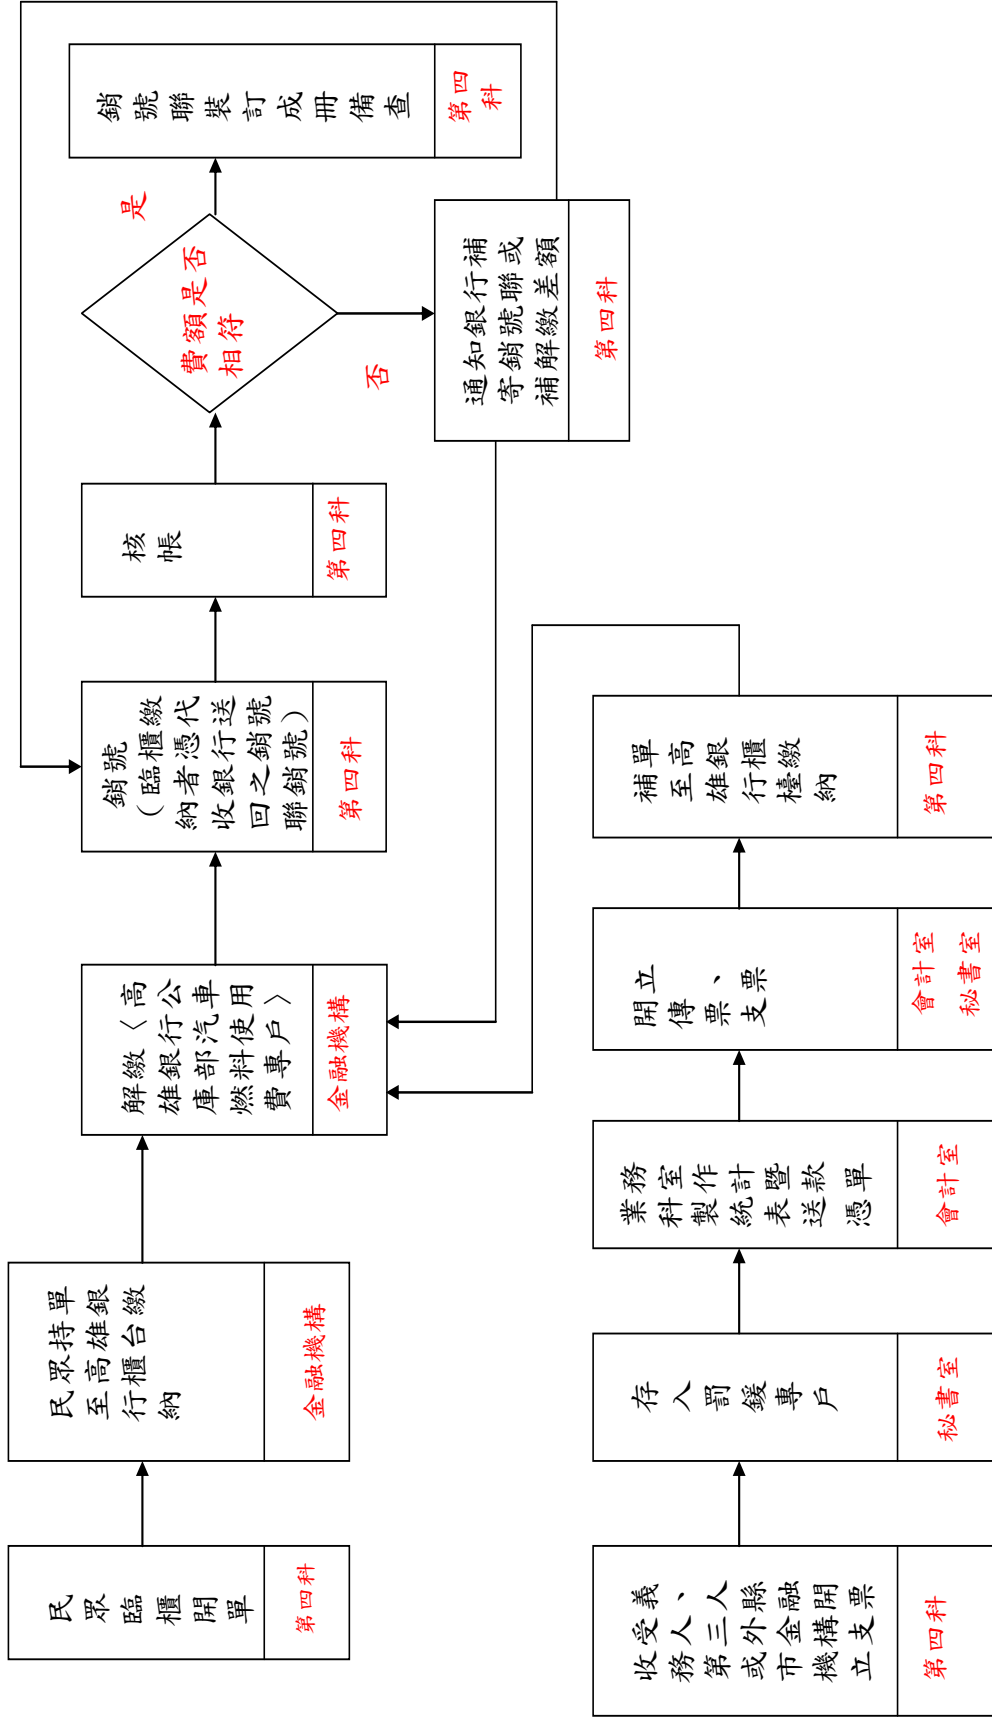 民眾臨櫃開單
第四科
民眾持單
至高雄銀
行櫃台繳
納
金融機構
解繳〈高
雄銀行公
庫部汽車
燃料使用
費專戶〉
金融機構
銷號
（臨櫃繳
納者憑代
收銀行送
回之銷號
聯銷號）
第四科
核
帳
第四科
費額是否
相符
是
否
銷號聯裝訂成冊備查
第四
科
通知銀行補
寄銷號聯或
補解繳差額
第四科
收受義
務人、
第三人
或外縣
市金融
機構開
立支票
第四科
存入罰鍰專戶
秘書室
業務
科室
製作
統計
表暨
送款
憑單
會計室
開立
傳
票、
支票
會計室
秘書室
補單
至高
雄銀
行櫃
檯繳
納
第四科